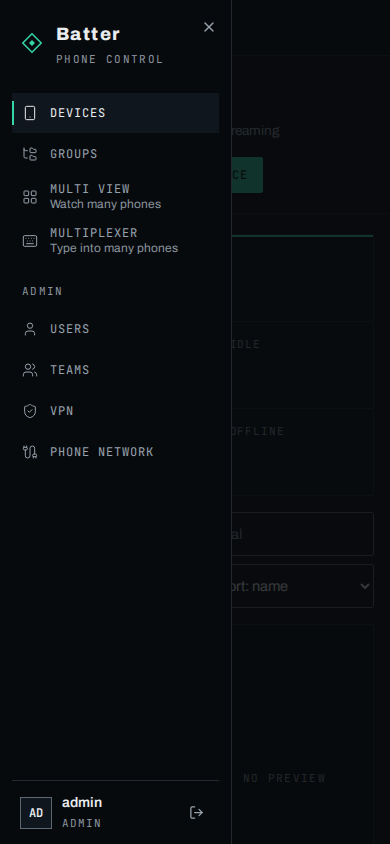 Batter
PHONE CONTROL
DEVICES
GROUPS
MULTI VIEW
Watch many phones
MULTIPLEXER
Type into many phones
ADMIN
USERS
TEAMS
VPN
PHONE NETWORK
AD
admin
ADMIN
reaming
CE
IDLE
OFFLINE
al
ort: name
NO PREVIEW